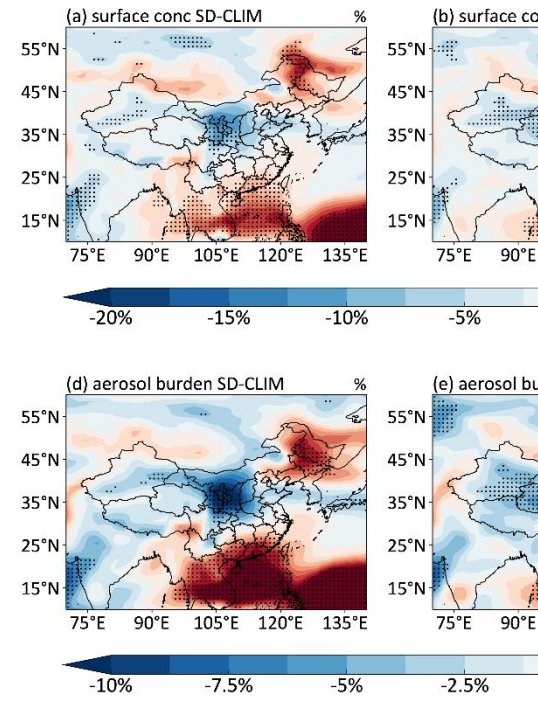 (a) surface conc SD-CLIM %
(b) surface co
55°N
45°N
35°N
25°N
15°N
55°N
45°N
35°N
25°N
15°N
75°E 90°E 105°E 120°E 135°E
75°E 90°E
-20% -15% -10% -5%
(d) aerosol burden SD-CLIM %
(e) aerosol bu
55°N
45°N
35°N
25°N
15°N
55°N
45°N
35°N
25°N
15°N
75°E 90°E 105°E 120°E 135°E
75°E 90°E
-10% -7.5% -5% -2.5%